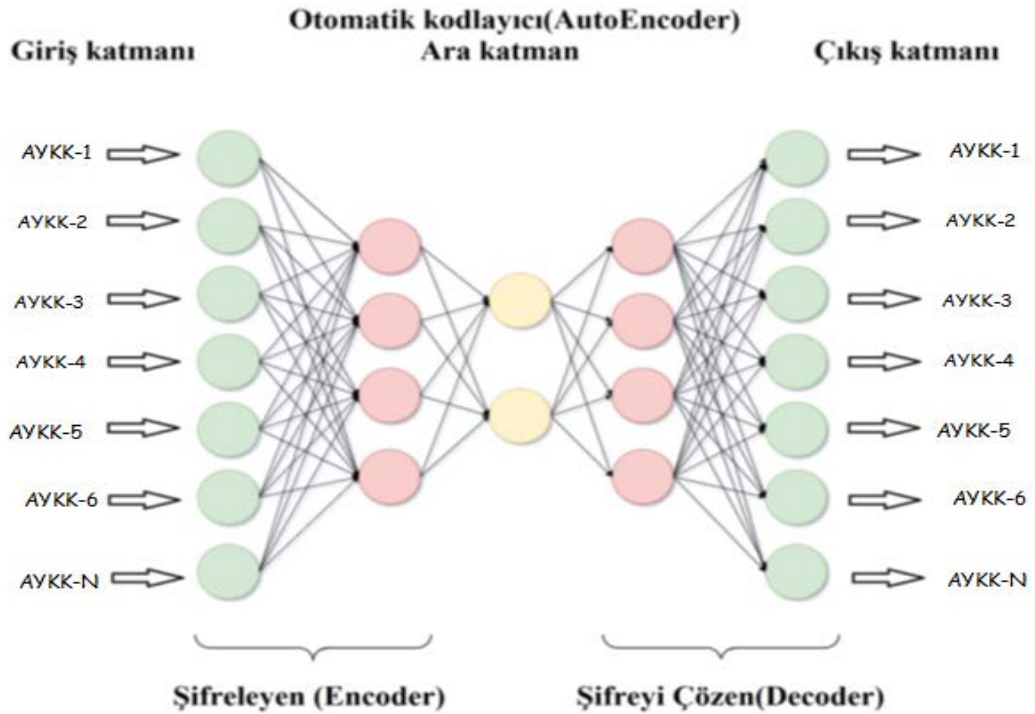 Otomatik kodlayıcı(AutoEncoder)
Giriş katmanı
Ara katman
Çıkış katmanı
AYKK-1
AYKK-2
AYKK-3
AYKK-4
AYKK-5
AYKK-6
AYKK-N
AYKK-1
AYKK-2
AYKK-3
AYKK-4
AYKK-5
AYKK-6
AYKK-N
Şifreleyen (Encoder)
Şifreyi Çözen(Decoder)